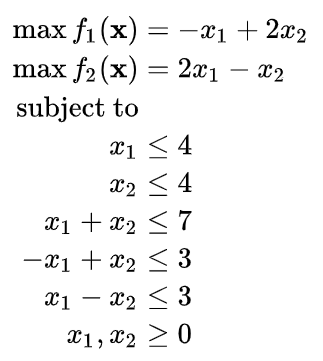 max f₁(x) = −x₁ + 2x₂
max f₂(x) = 2x₁ − x₂
subject to
x₁ ≤ 4
x₂ ≤ 4
x₁ + x₂ ≤ 7
−x₁ + x₂ ≤ 3
x₁ − x₂ ≤ 3
x₁, x₂ ≥ 0